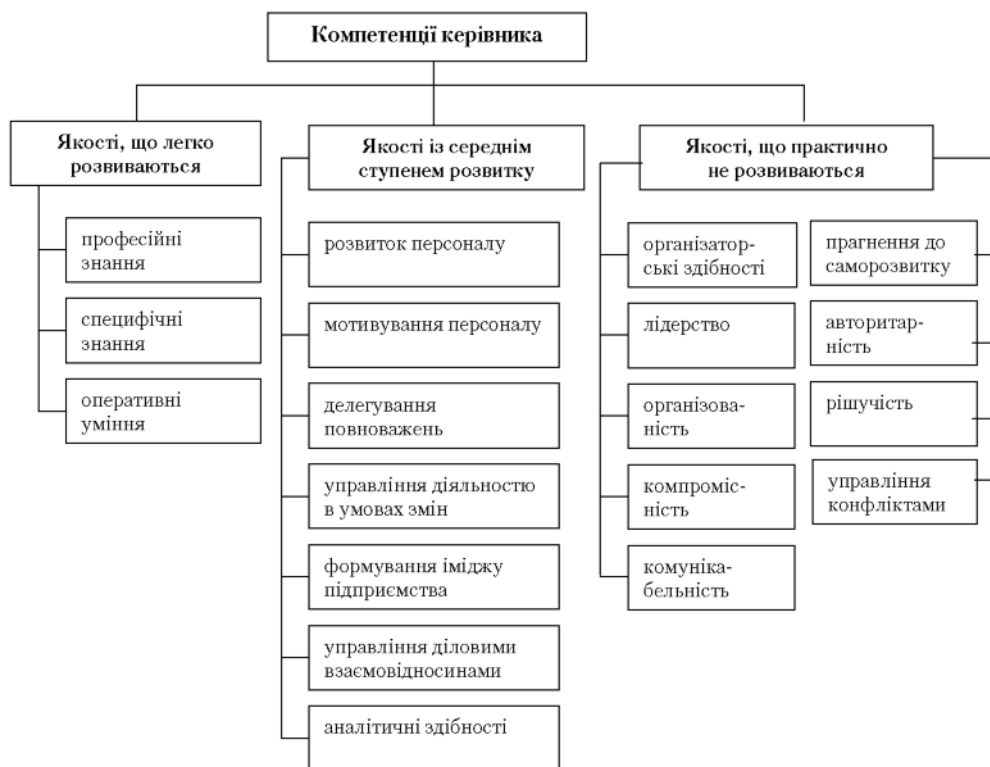 Компетенції керівника
Якості, що легко
розвиваються
професійні
знання
специфічні
знання
оперативні
уміння
Якості із середнім
ступенем розвитку
розвиток персоналу
мотивування персоналу
делегування
повноважень
управління діяльністю
в умовах змін
формування іміджу
підприємства
управління діловими
взаємовідносинами
аналітичні здібності
Якості, що практично
не розвиваються
організатор-
ські здібності
лідерство
організова-
ність
компроміс-
ність
комуніка-
бельність
прагнення до
саморозвитку
авторитар-
ність
рішучість
управління
конфліктами